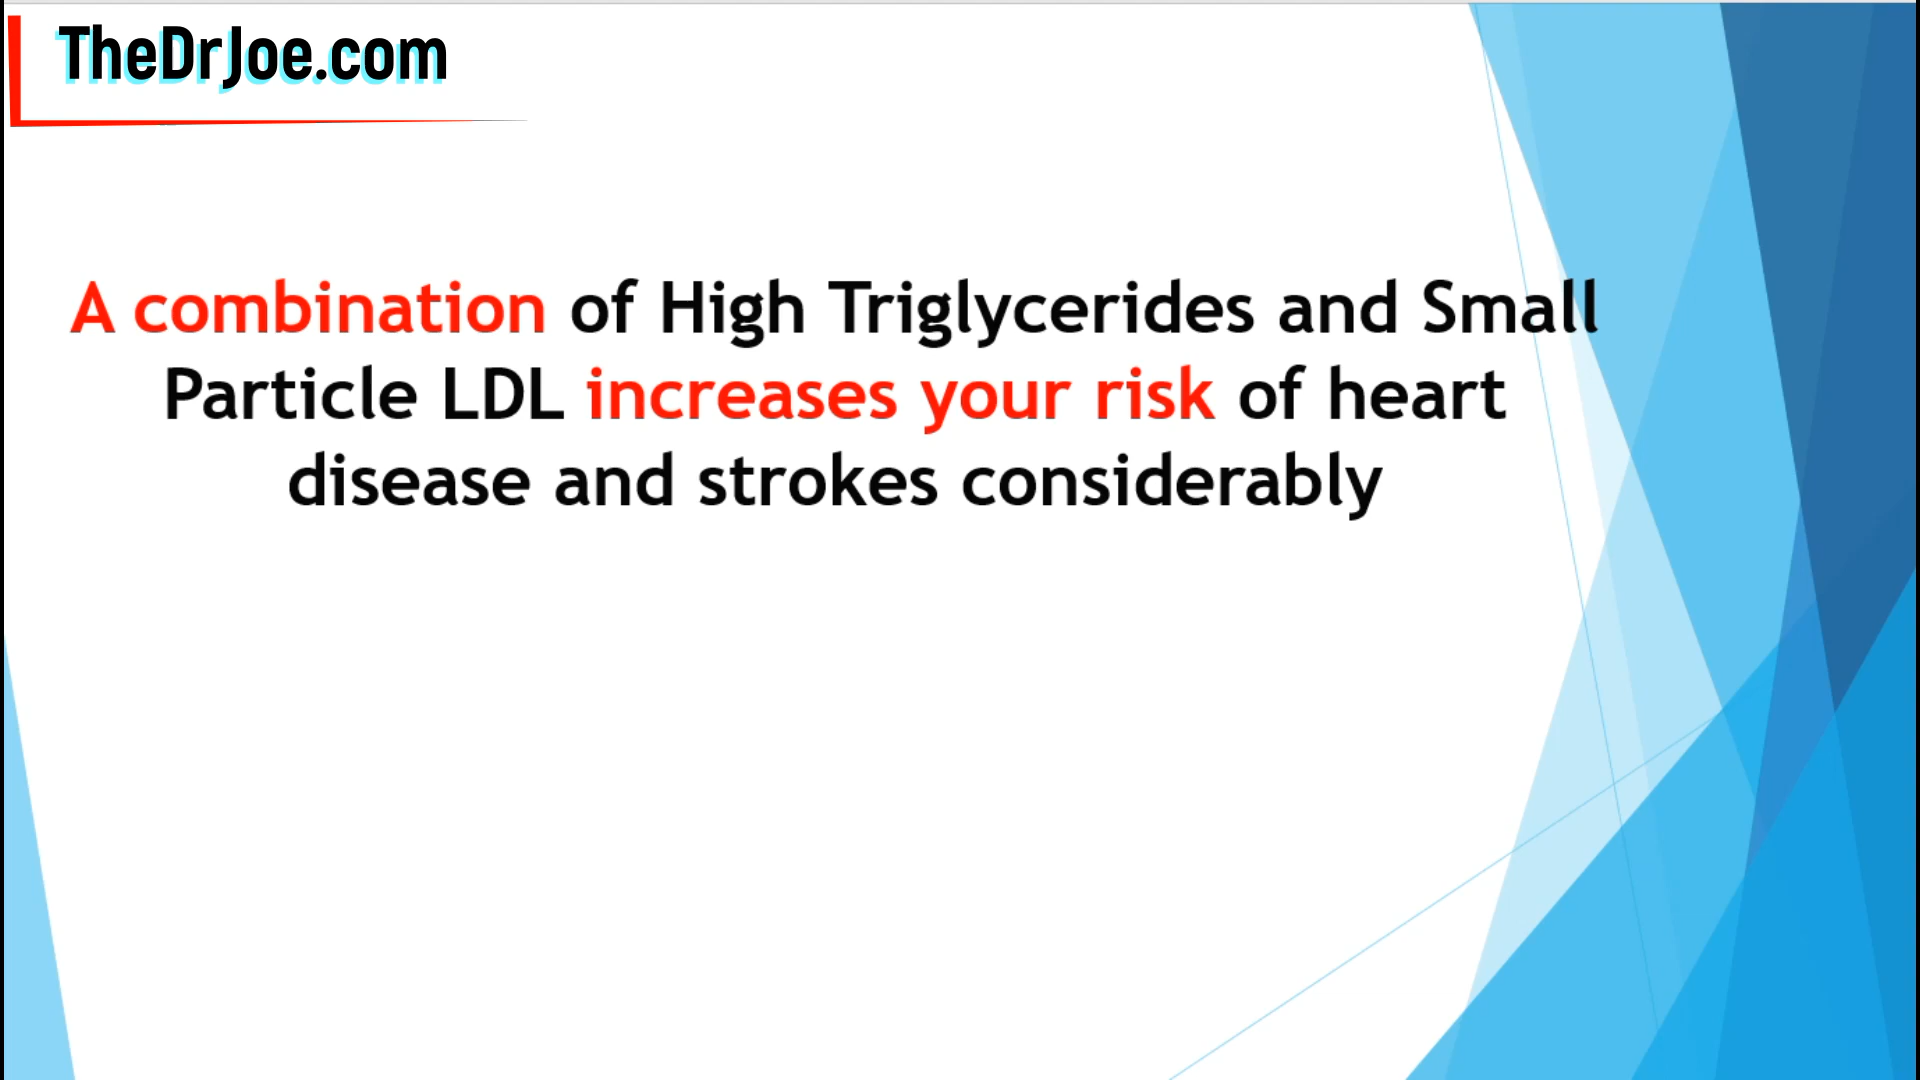 TheDrJoe.com
A combination of High Triglycerides and Small
Particle LDL increases your risk of heart
disease and strokes considerably